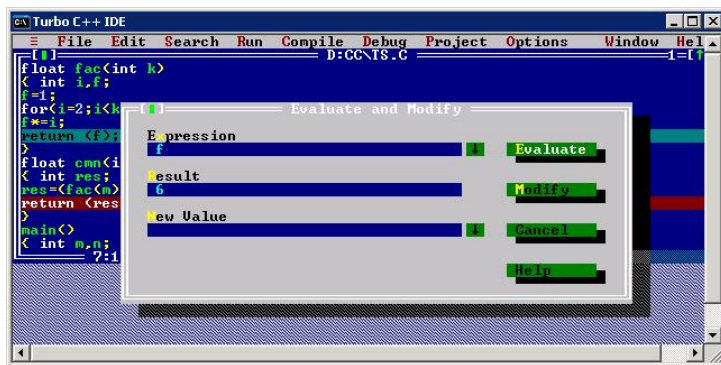 Turbo C++ IDE
≡ File Edit Search Run Compile Debug Project Options Window Hel
D:CC\TS.C 1=[↑
float fac(int k)
{ int i,f;
f=1;
for(i=2;i<k
f*=i;
return (f);
}
float cmn(i
{ int res;
res=(fac(m)
return (res
}
main()
{ int m,n;
7:1
Evaluate and Modify
Expression
f
Evaluate
Result
6
Modify
New Value
Cancel
Help